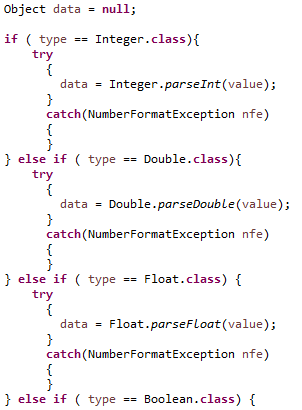 Object data = null;
if ( type == Integer.class){
try
{
data = Integer.parseInt(value);
}
catch(NumberFormatException nfe)
{
}
} else if ( type == Double.class){
try
{
data = Double.parseDouble(value);
}
catch(NumberFormatException nfe)
{
}
} else if ( type == Float.class) {
try
{
data = Float.parseFloat(value);
}
catch(NumberFormatException nfe)
{
}
} else if ( type == Boolean.class) {